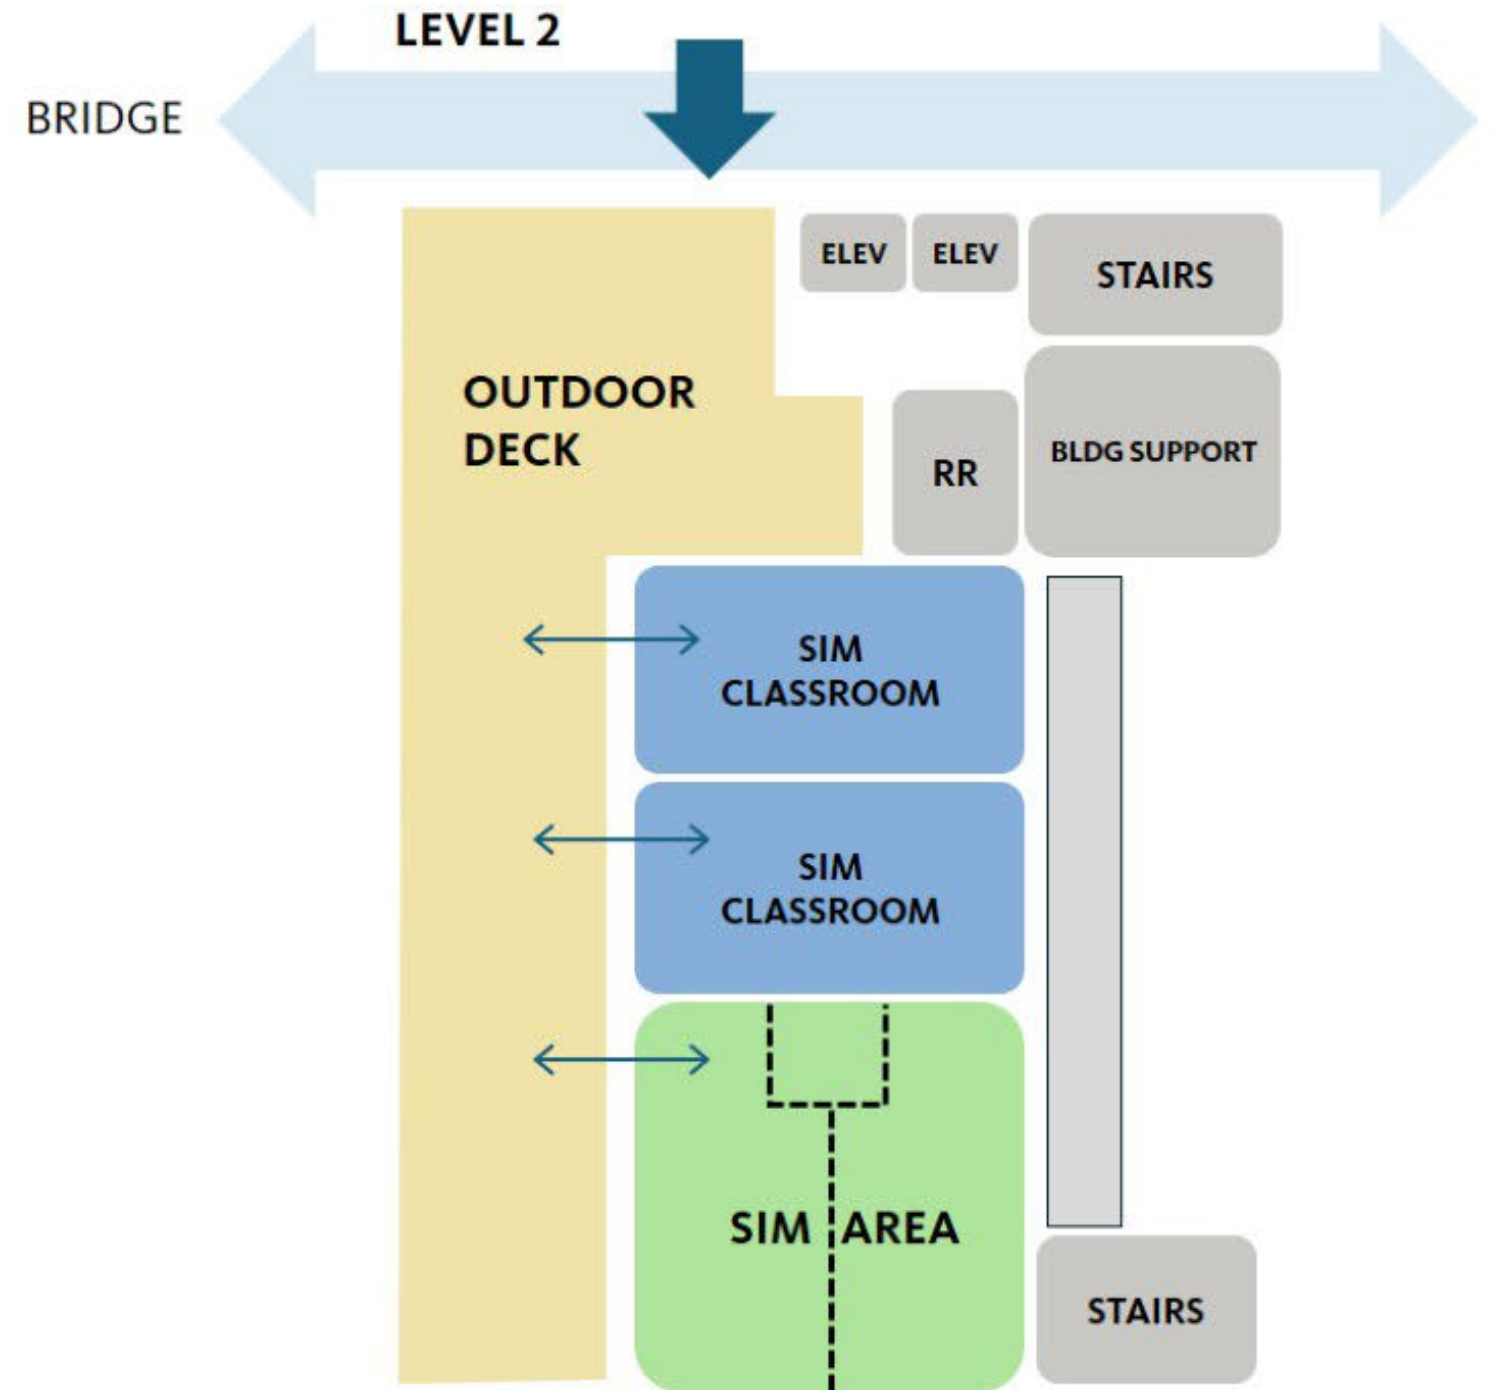 LEVEL 2
BRIDGE
ELEV
ELEV
STAIRS
OUTDOOR
DECK
RR
BLDG SUPPORT
SIM
CLASSROOM
SIM
CLASSROOM
SIM AREA
STAIRS